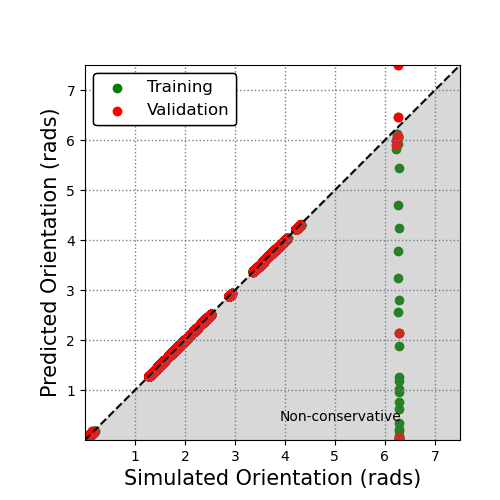 Training
Validation
7
6
5
4
3
2
1
Predicted Orientation (rads)
Non-conservative
1 2 3 4 5 6 7
Simulated Orientation (rads)